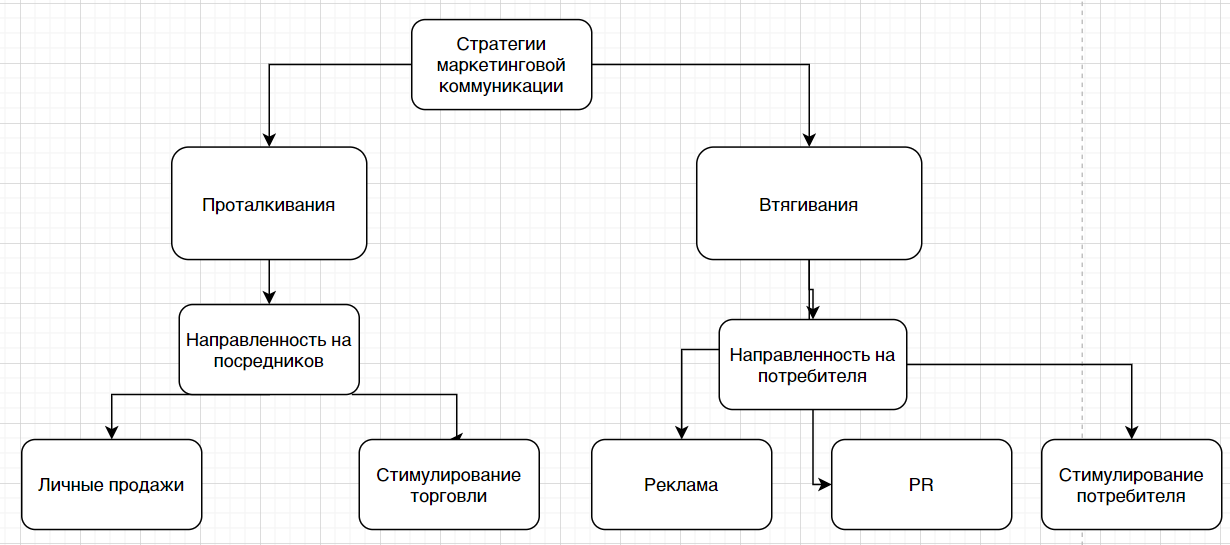 Стратегии
маркетинговой
коммуникации
Проталкивания
Втягивания
Направленность на
посредников
Направленность на
потребителя
Личные продажи
Стимулирование
торговли
Реклама
PR
Стимулирование
потребителя